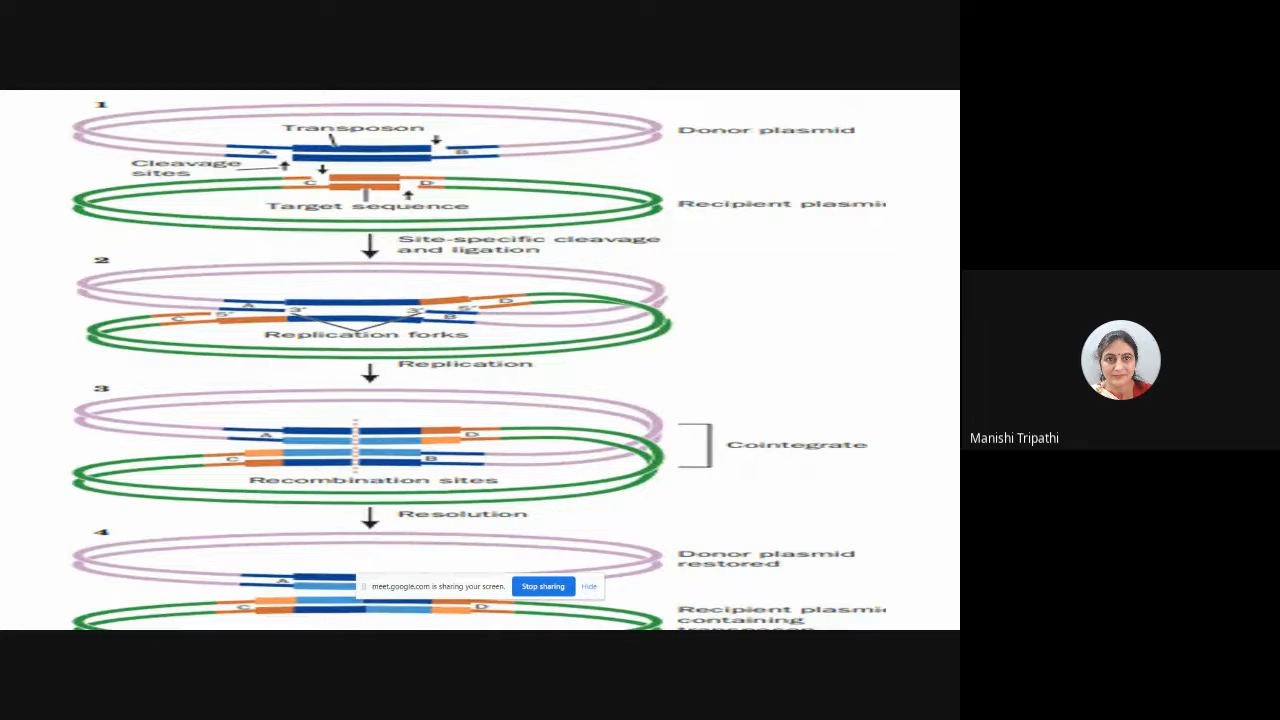 1
Transposon
Donor plasmid
A
B
Cleavage
sites
C
D
Target sequence
Recipient plasmi
Site-specific cleavage
and ligation
2
A
D
3'
3'
5'
5'
C
B
Replication forks
Replication
3
A
D
C
B
Cointegrate
Recombination sites
Resolution
4
Donor plasmid
restored
A
meet.google.com is sharing your screen.
Stop sharing
Hide
C
D
Recipient plasmi
containing
Manishi Tripathi